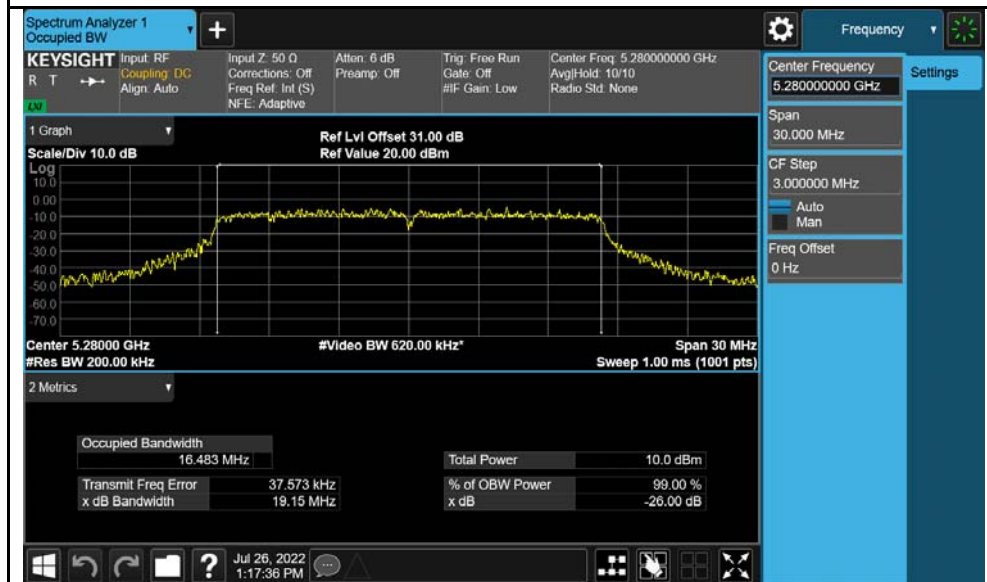 Spectrum Analyzer 1
Occupied BW
+
Frequency
KEYSIGHT
R T
LXI
Input: RF
Coupling: DC
Align: Auto
Input Z: 50 Ω
Corrections: Off
Freq Ref: Int (S)
NFE: Adaptive
Atten: 6 dB
Preamp: Off
Trig: Free Run
Gate: Off
#IF Gain: Low
Center Freq: 5.280000000 GHz
Avg|Hold: 10/10
Radio Std: None
Center Frequency
5.280000000 GHz
Settings
Span
30.000 MHz
CF Step
3.000000 MHz
Auto
Man
Freq Offset
0 Hz
1 Graph
Scale/Div 10.0 dB
Ref Lvl Offset 31.00 dB
Ref Value 20.00 dBm
Log
10.0
0.00
-10.0
-20.0
-30.0
-40.0
-50.0
-60.0
-70.0
Center 5.28000 GHz
#Video BW 620.00 kHz*
Span 30 MHz
#Res BW 200.00 kHz
Sweep 1.00 ms (1001 pts)
2 Metrics
Occupied Bandwidth
16.483 MHz
Total Power 10.0 dBm
Transmit Freq Error 37.573 kHz
% of OBW Power 99.00 %
x dB Bandwidth 19.15 MHz
x dB -26.00 dB
?
Jul 26, 2022
1:17:36 PM